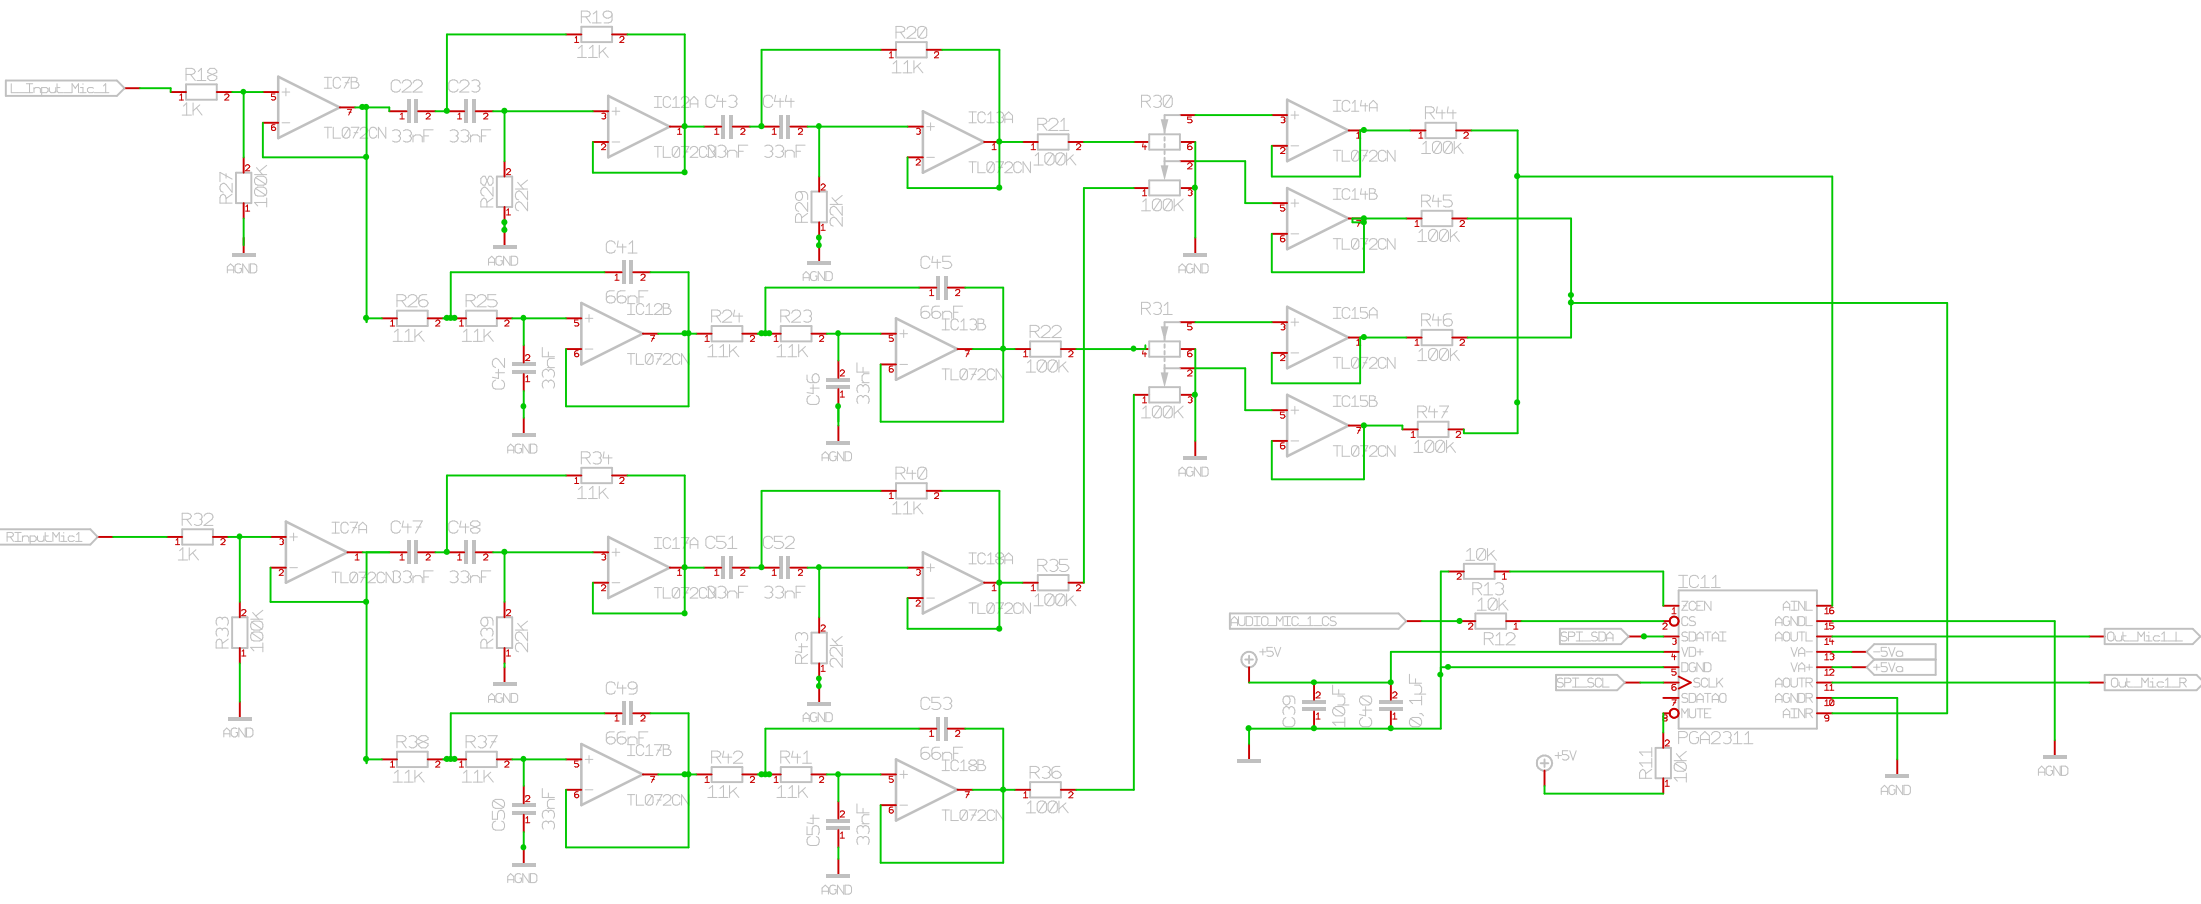 R19
11K
R20
11K
L_Input_Mic_1
R18
1K
IC7B
TL072CN
C22
33nF
C23
33nF
IC12A
TL072CN
C43
33nF
C44
33nF
IC13A
TL072CN
R21
100K
R30
100K
IC14A
TL072CN
R44
100K
R27
100K
AGND
R28
22K
AGND
R29
22K
AGND
AGND
IC14B
TL072CN
R45
100K
C41
66nF
C45
66nF
R26
11K
R25
11K
IC12B
TL072CN
R24
11K
R23
11K
IC13B
TL072CN
R22
100K
R31
100K
IC15A
TL072CN
R46
100K
C42
33nF
AGND
C46
33nF
AGND
AGND
IC15B
TL072CN
R47
100K
R34
11K
R40
11K
RInputMic1
R32
1K
IC7A
TL072CN
C47
33nF
C48
33nF
IC17A
TL072CN
C51
33nF
C52
33nF
IC18A
TL072CN
R35
100K
R33
100K
AGND
R39
22K
AGND
R43
22K
AGND
C49
66nF
C53
66nF
R38
11K
R37
11K
IC17B
TL072CN
R42
11K
R41
11K
IC18B
TL072CN
R36
100K
C50
33nF
AGND
C54
33nF
AGND
10k
R13
10K
R12
AUDIO_MIC_1_CS
SPI_SDA
SPI_SCL
+5V
C39
10µF
C40
0,1µF
IC11
ZCEN
CS
SDATAI
VD+
DGND
SCLK
SDATAO
MUTE
AINL
AGNDL
AOUTL
VA-
VA+
AOUTR
AGNDR
AINR
PGA2311
+5V
R11
10K
-5Va
+5Va
Out_Mic1_L
Out_Mic1_R
AGND
AGND